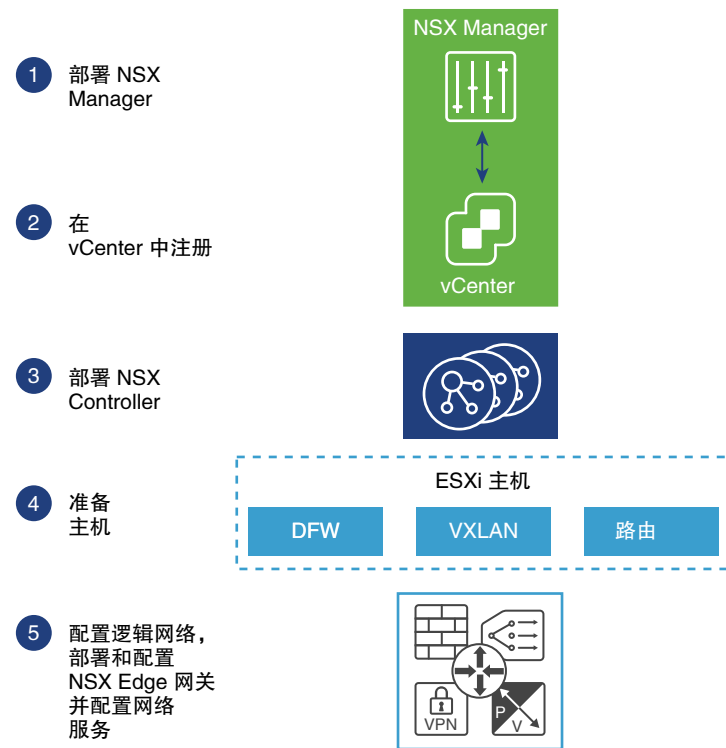 NSX Manager
1
部署 NSX
Manager
2
在
vCenter 中注册
vCenter
3
部署 NSX
Controller
ESXi 主机
4
准备
主机
DFW
VXLAN
路由
5
配置逻辑网络，
部署和配置
NSX Edge 网关
并配置网络
服务
VPN
P
V